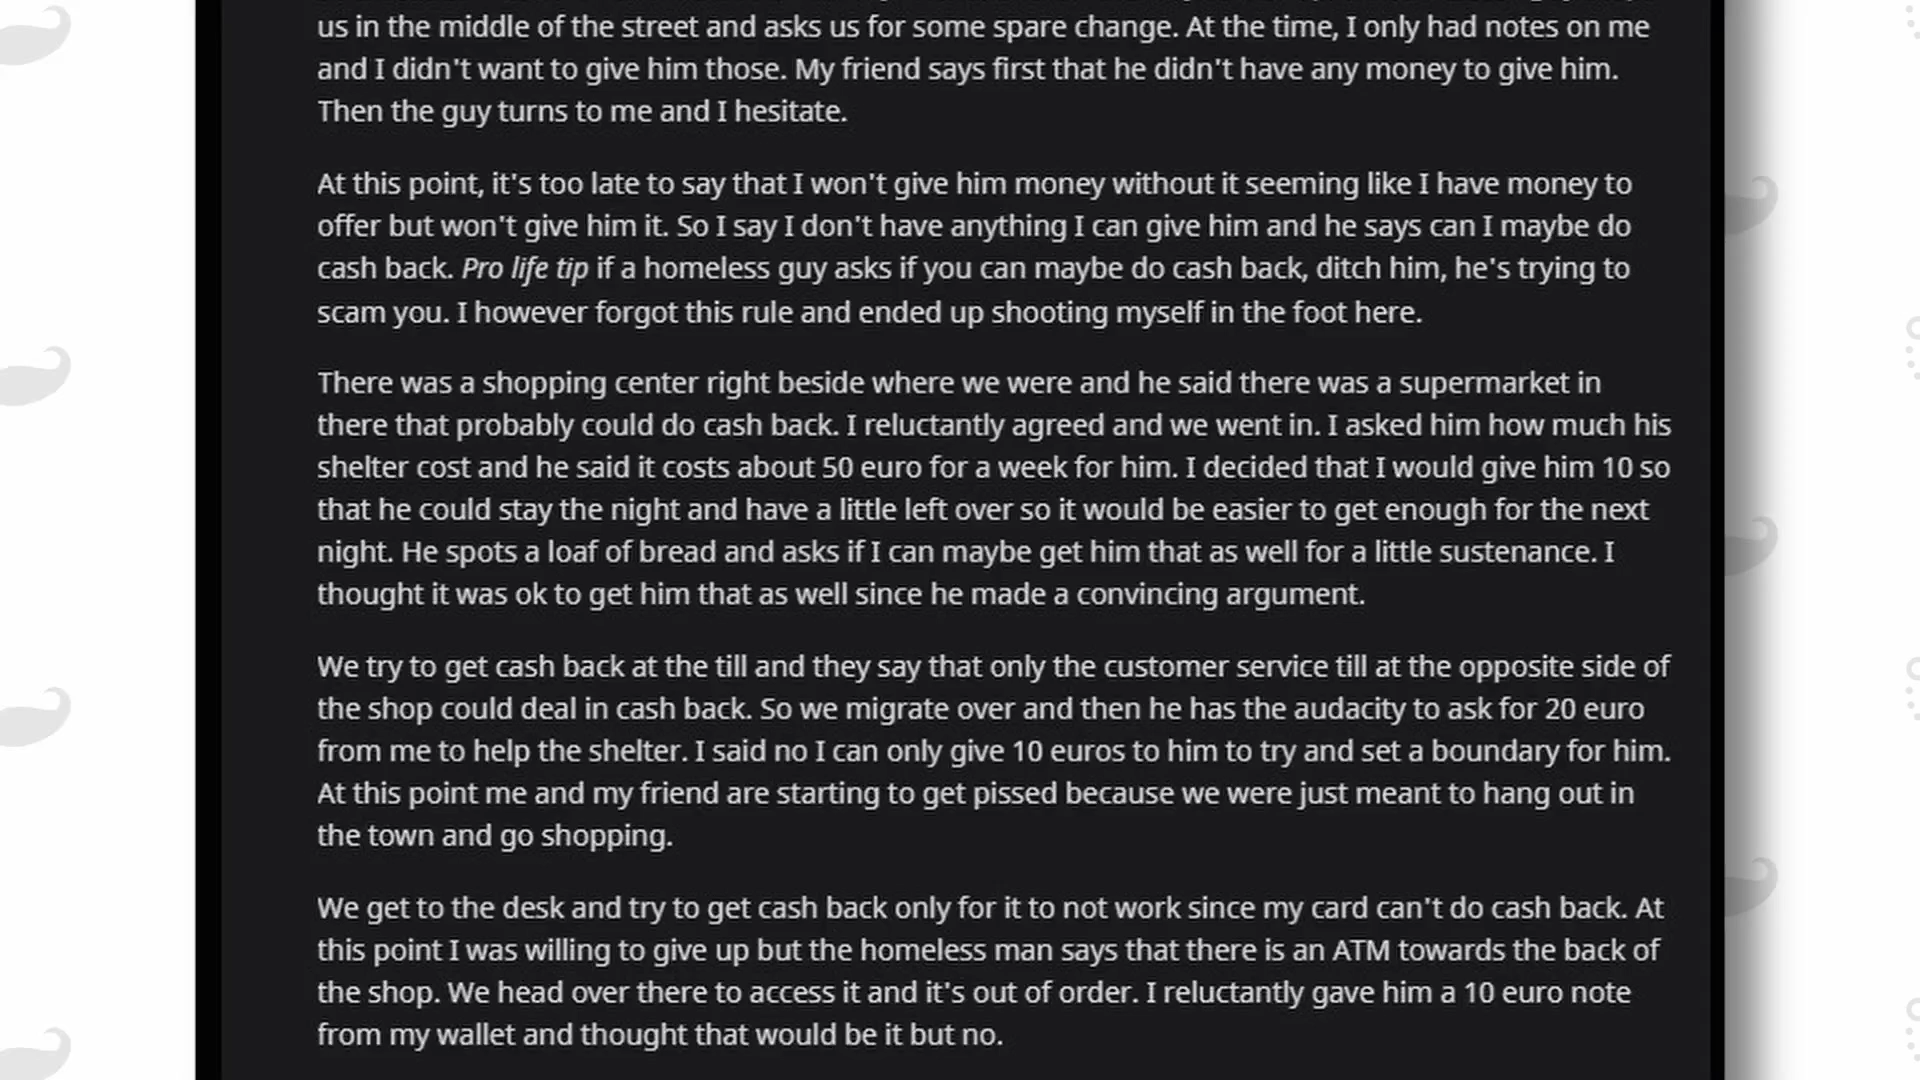 us in the middle of the street and asks us for some spare change. At the time, I only had notes on me
and I didn't want to give him those. My friend says first that he didn't have any money to give him.
Then the guy turns to me and I hesitate.
At this point, it's too late to say that I won't give him money without it seeming like I have money to
offer but won't give him it. So I say I don't have anything I can give him and he says can I maybe do
cash back. Pro life tip if a homeless guy asks if you can maybe do cash back, ditch him, he's trying to
scam you. I however forgot this rule and ended up shooting myself in the foot here.
There was a shopping center right beside where we were and he said there was a supermarket in
there that probably could do cash back. I reluctantly agreed and we went in. I asked him how much his
shelter cost and he said it costs about 50 euro for a week for him. I decided that I would give him 10 so
that he could stay the night and have a little left over so it would be easier to get enough for the next
night. He spots a loaf of bread and asks if I can maybe get him that as well for a little sustenance. I
thought it was ok to get him that as well since he made a convincing argument.
We try to get cash back at the till and they say that only the customer service till at the opposite side of
the shop could deal in cash back. So we migrate over and then he has the audacity to ask for 20 euro
from me to help the shelter. I said no I can only give 10 euros to him to try and set a boundary for him.
At this point me and my friend are starting to get pissed because we were just meant to hang out in
the town and go shopping.
We get to the desk and try to get cash back only for it to not work since my card can't do cash back. At
this point I was willing to give up but the homeless man says that there is an ATM towards the back of
the shop. We head over there to access it and it's out of order. I reluctantly gave him a 10 euro note
from my wallet and thought that would be it but no.